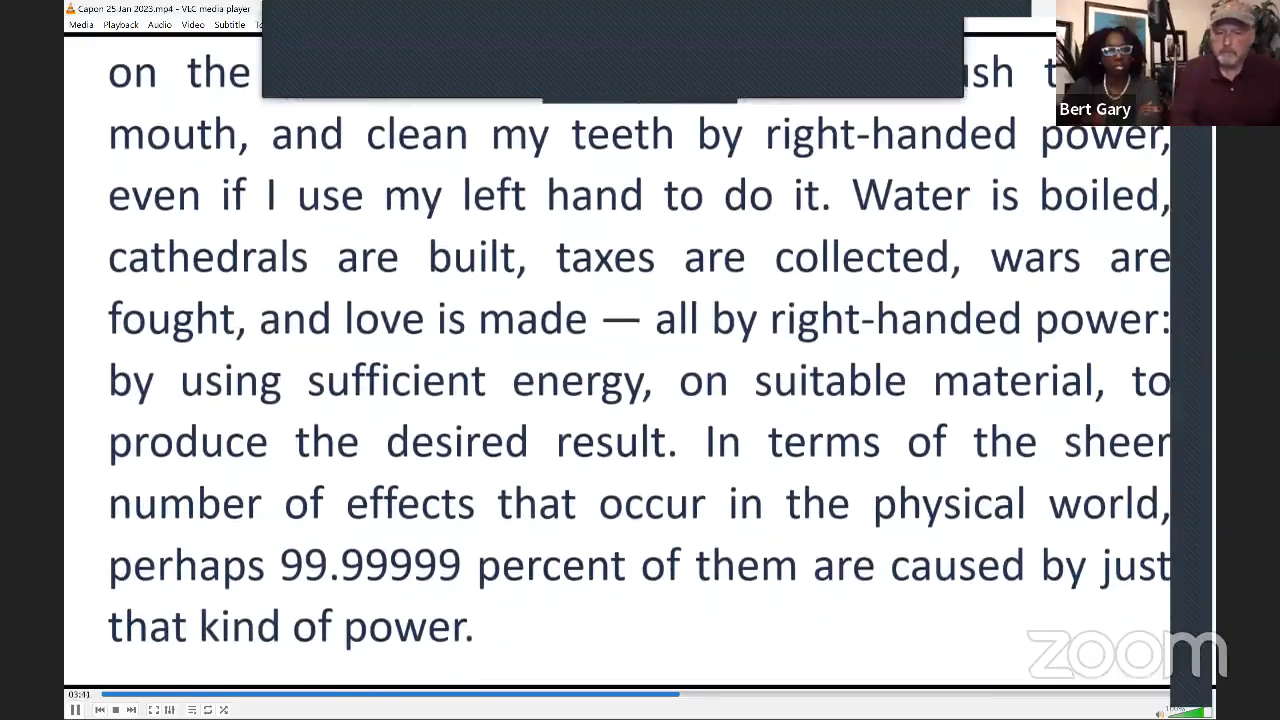 Capon 25 Jan 2023.mp4 - VLC media player
Media Playback Audio Video Subtitle
Bert Gary
on the
mouth, and clean my teeth by right-handed power,
even if I use my left hand to do it. Water is boiled,
cathedrals are built, taxes are collected, wars are
fought, and love is made — all by right-handed power:
by using sufficient energy, on suitable material, to
produce the desired result. In terms of the sheer
number of effects that occur in the physical world,
perhaps 99.99999 percent of them are caused by just
that kind of power.
zoom
03:41